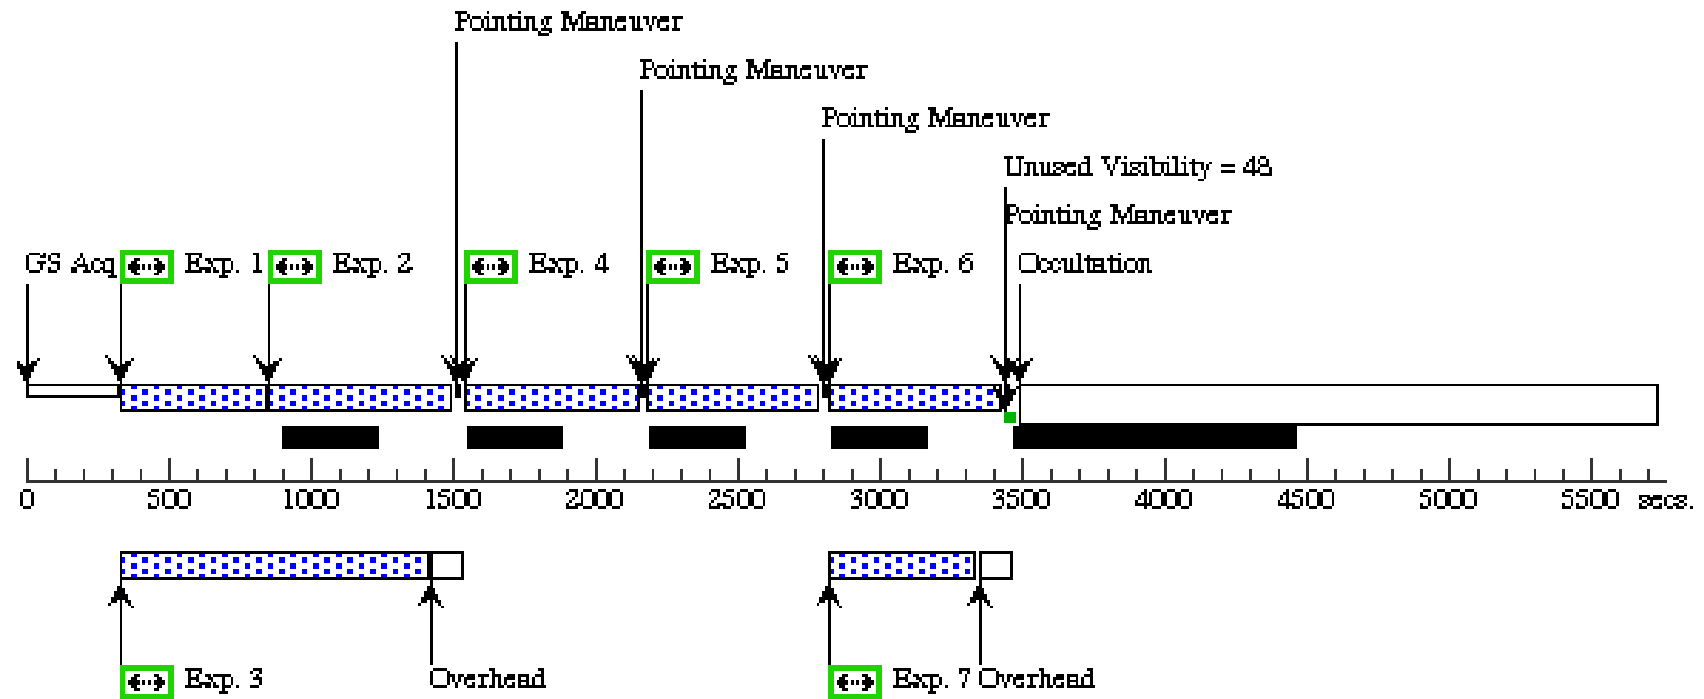 Pointing Maneuver
Pointing Maneuver
Pointing Maneuver
Unused Visibility = 48
Pointing Maneuver
GS Acq Exp. 1 Exp. 2 Exp. 4 Exp. 5 Exp. 6 Occultation
0 500 1000 1500 2000 2500 3000 3500 4000 4500 5000 5500 secs.
Exp. 3 Overhead Exp. 7 Overhead